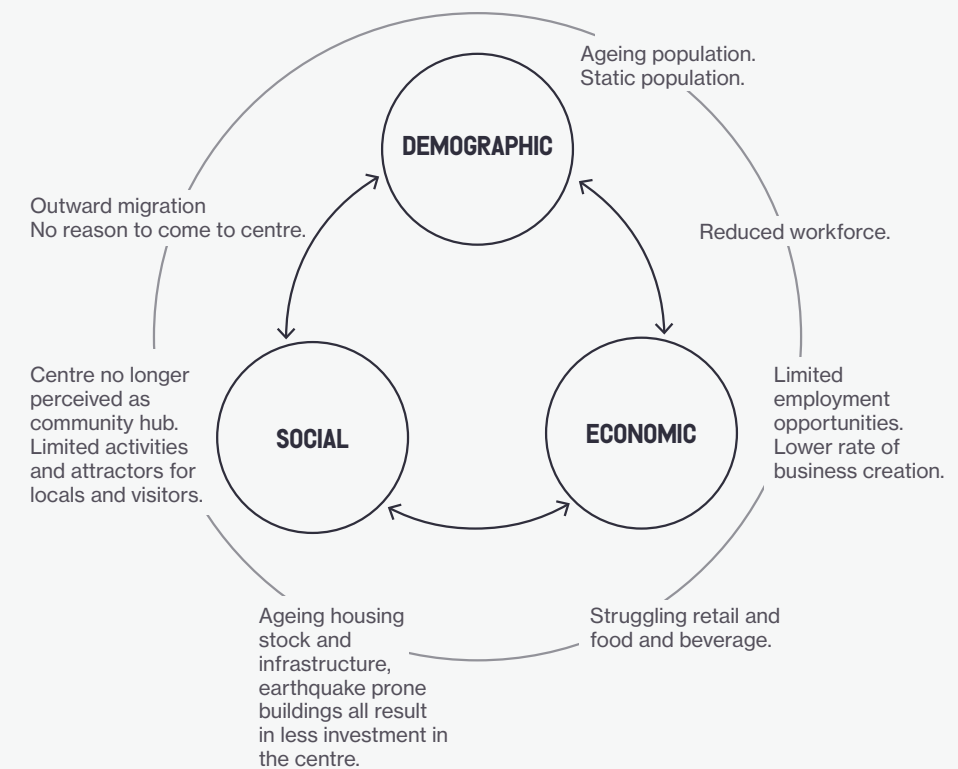 Ageing population.
Static population.
DEMOGRAPHIC
Outward migration
No reason to come to centre.
Reduced workforce.
Centre no longer
perceived as
community hub.
Limited activities
and attractors for
locals and visitors.
SOCIAL
ECONOMIC
Limited
employment
opportunities.
Lower rate of
business creation.
Ageing housing
stock and
infrastructure,
earthquake prone
buildings all result
in less investment in
the centre.
Struggling retail and
food and beverage.